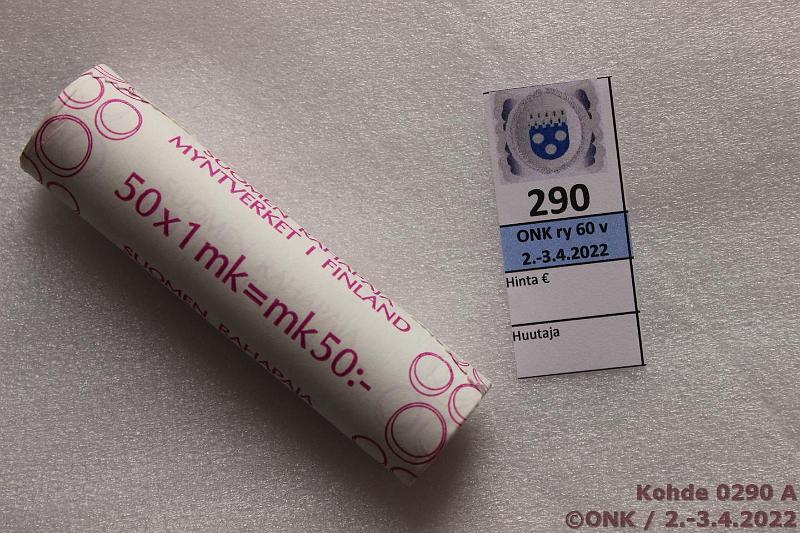 MYNTVERKET I FINLAND
50x1mk=mk50:-
SUOMEN RAHAPAJA
290
ONK ry 60 v
2.-3.4.2022
Hinta €
Huutaja
Kohde 0290 A
©ONK / 2.-3.4.2022